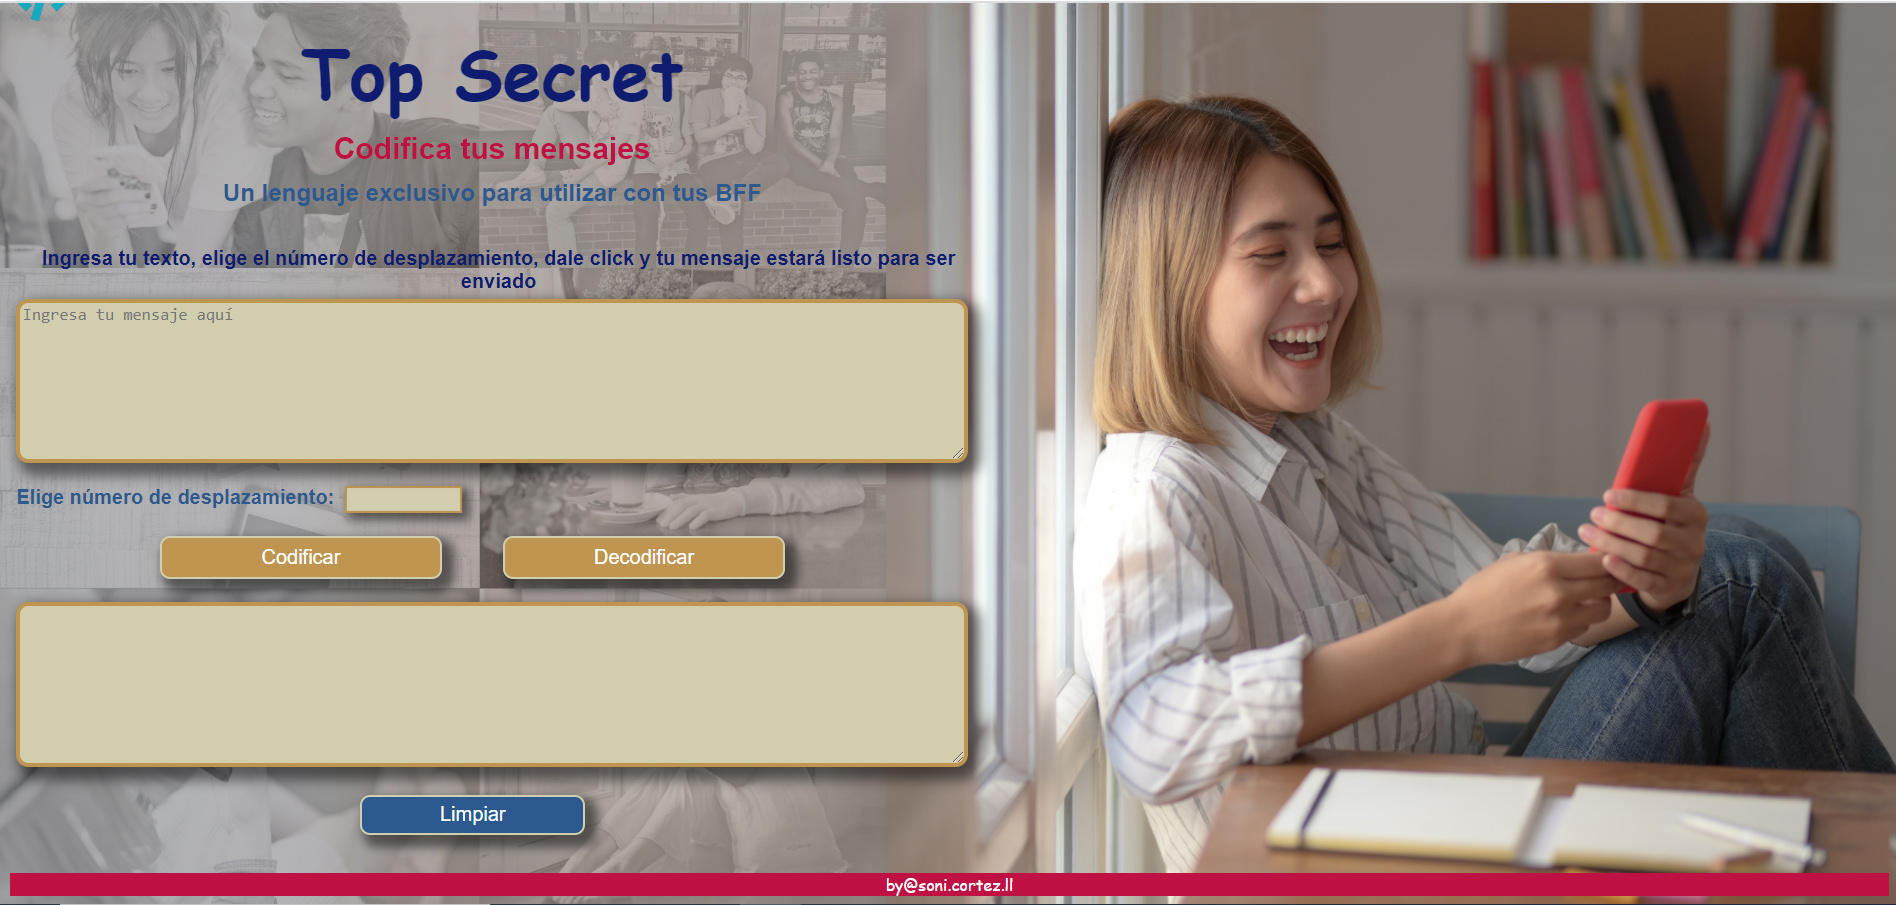 Top Secret
Codifica tus mensajes
Un lenguaje exclusivo para utilizar con tus BFF
Ingresa tu texto, elige el número de desplazamiento, dale click y tu mensaje estará listo para ser
enviado
Ingresa tu mensaje aquí
Elige número de desplazamiento:
Codificar
Decodificar
Limpiar
by@soni.cortez.ll